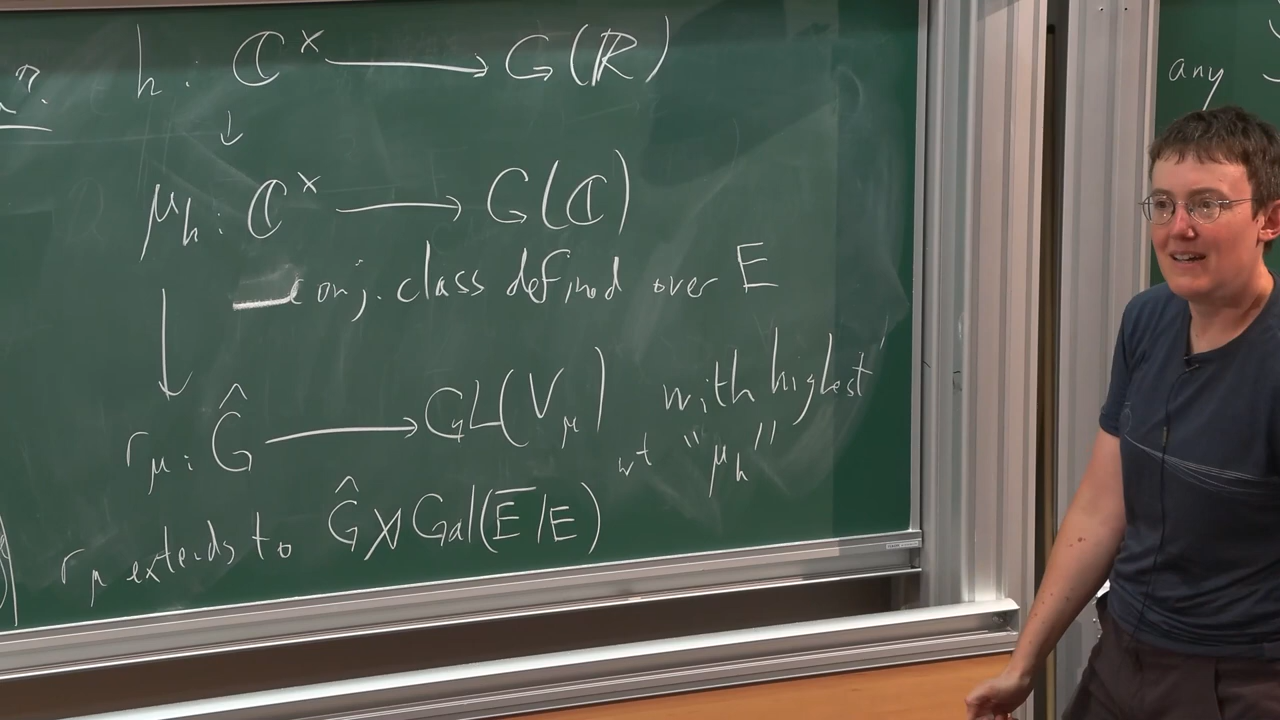 h : ℂ^× ⟶ G(ℝ)
↓
μ_h : ℂ^× ⟶ G(ℂ)
conj. class defined over E
↓
r_μ : Ĝ ⟶ GL(V_μ) with highest
wt "μ_h"
r_μ extends to Ĝ ⋊ Gal(E̅/E)
any